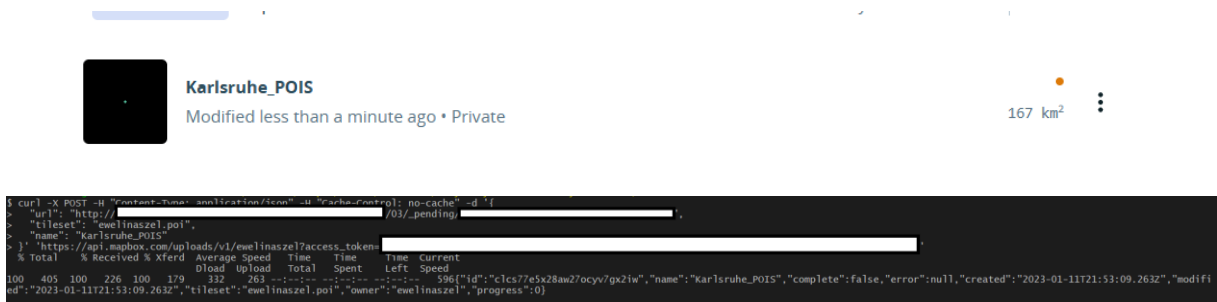 Karlsruhe_POIS
Modified less than a minute ago • Private
167 km²
$ curl -X POST -H "Content-Type: application/json" -H "Cache-Control: no-cache" -d '{
> "url": "http:///03/_pending/",
> "tileset": "ewelinaszel.poi",
> "name": "Karlsruhe_POIS"
> }' 'https://api.mapbox.com/uploads/v1/ewelinaszel?access_token='
% Total % Received % Xferd Average Speed Time Time Time Current
Dload Upload Total Spent Left Speed
100 405 100 226 100 179 332 263 --:--:-- --:--:-- --:--:-- 596{"id":"clcs77e5x28aw27ocyv7gx2iw","name":"Karlsruhe_POIS","complete":false,"error":null,"created":"2023-01-11T21:53:09.263Z","modifi
ed":"2023-01-11T21:53:09.263Z","tileset":"ewelinaszel.poi","owner":"ewelinaszel","progress":0}